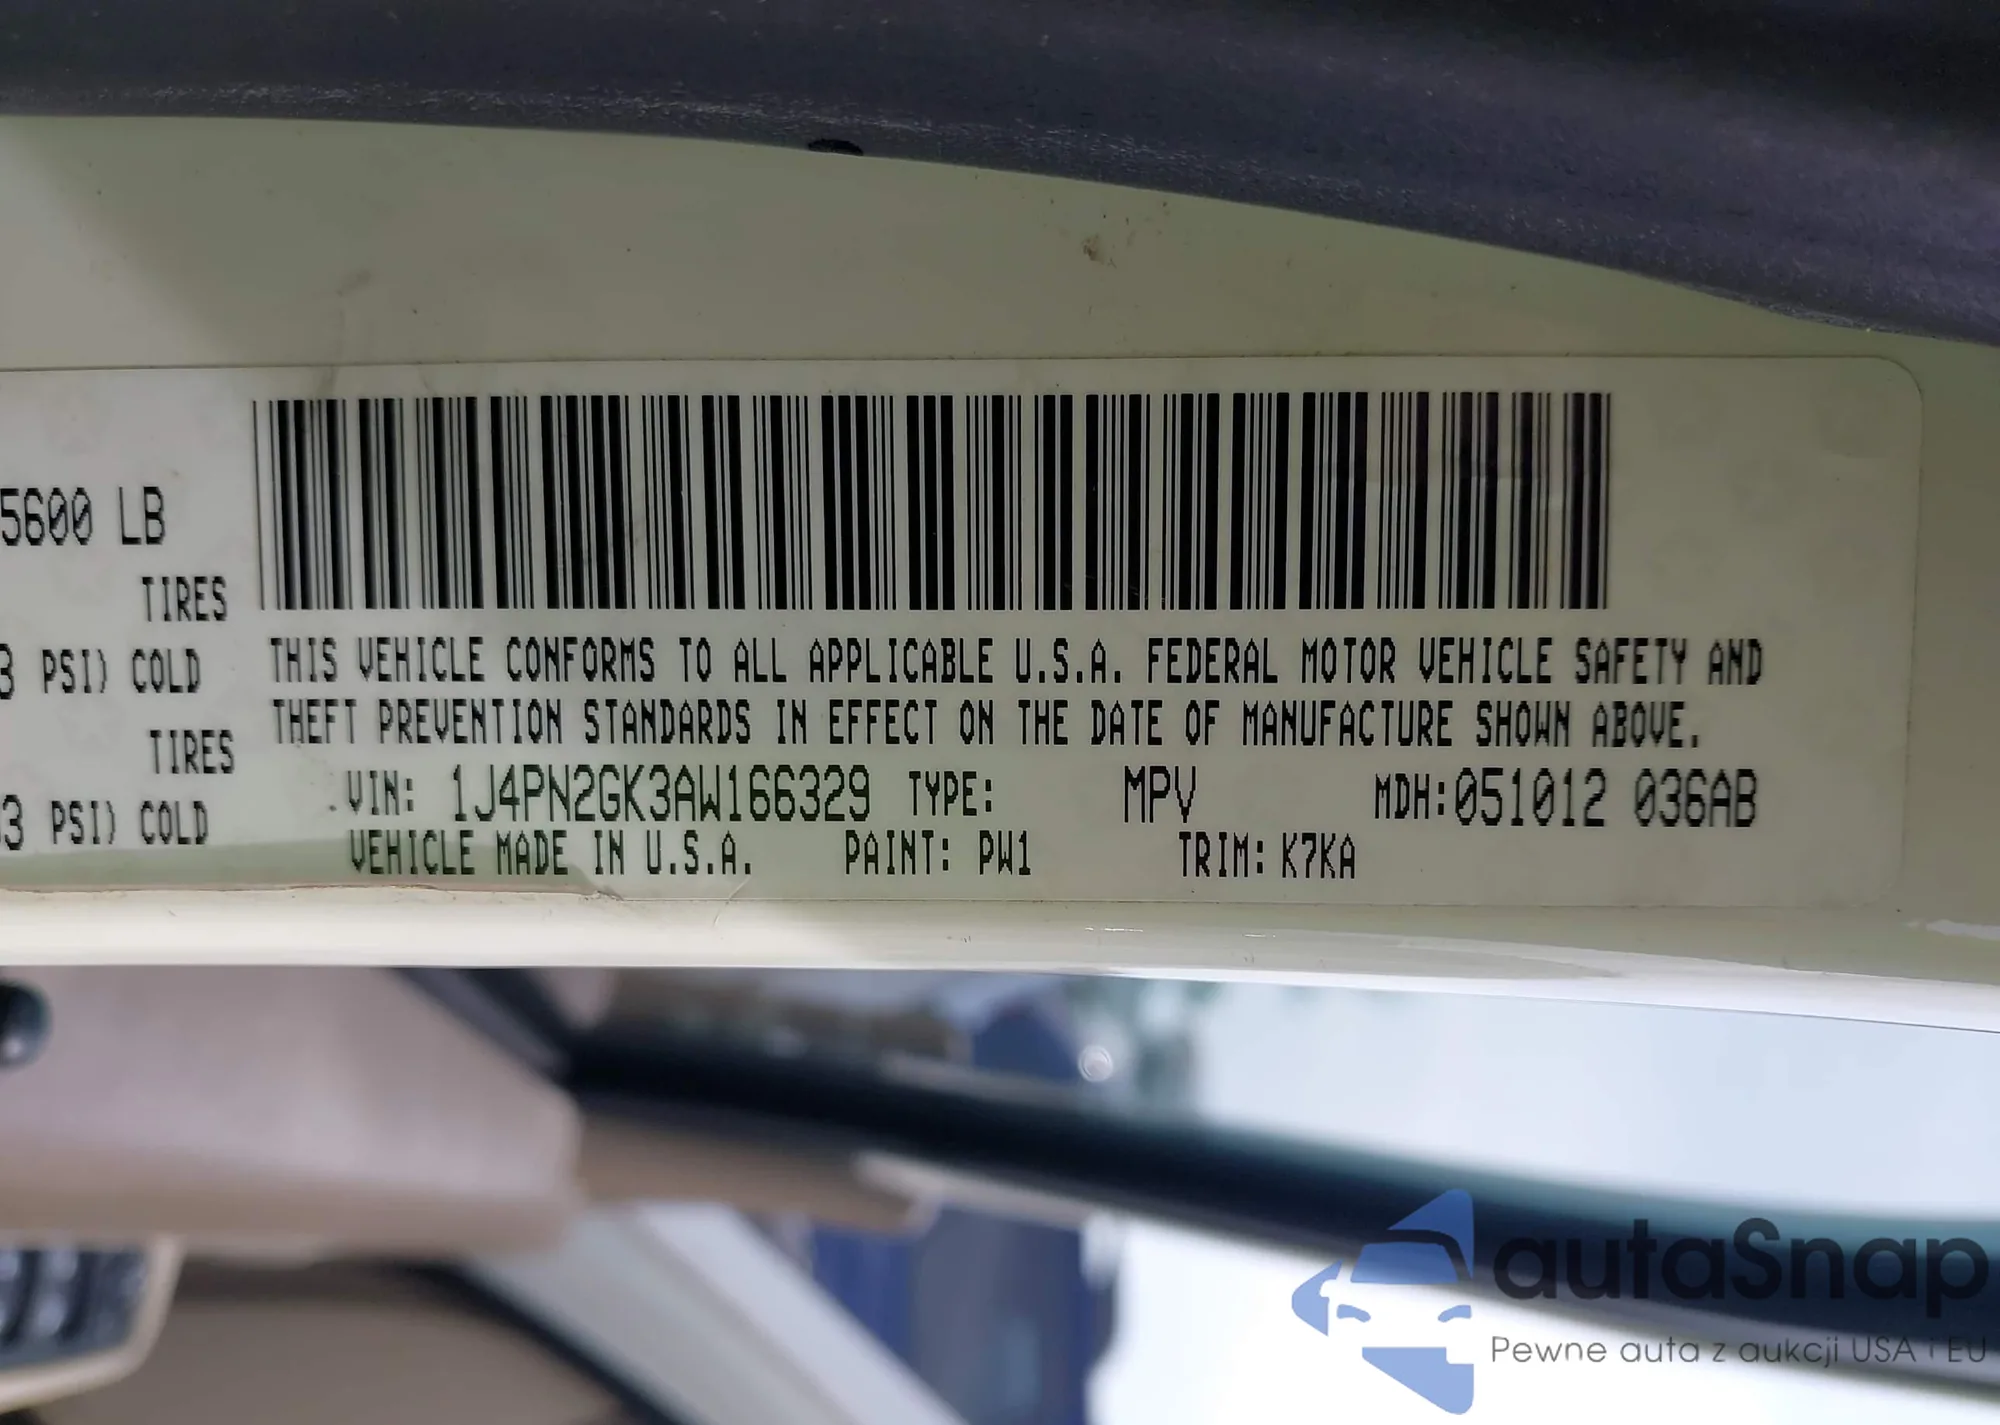 5600 LB
TIRES
3 PSI) COLD
TIRES
3 PSI) COLD
THIS VEHICLE CONFORMS TO ALL APPLICABLE U.S.A. FEDERAL MOTOR VEHICLE SAFETY AND
THEFT PREVENTION STANDARDS IN EFFECT ON THE DATE OF MANUFACTURE SHOWN ABOVE.
VIN: 1J4PN2GK3AW166329 TYPE: MPV MDH:051012 036AB
VEHICLE MADE IN U.S.A. PAINT: PW1 TRIM: K7KA
autaSnap
Pewne auta z aukcji USA i EU